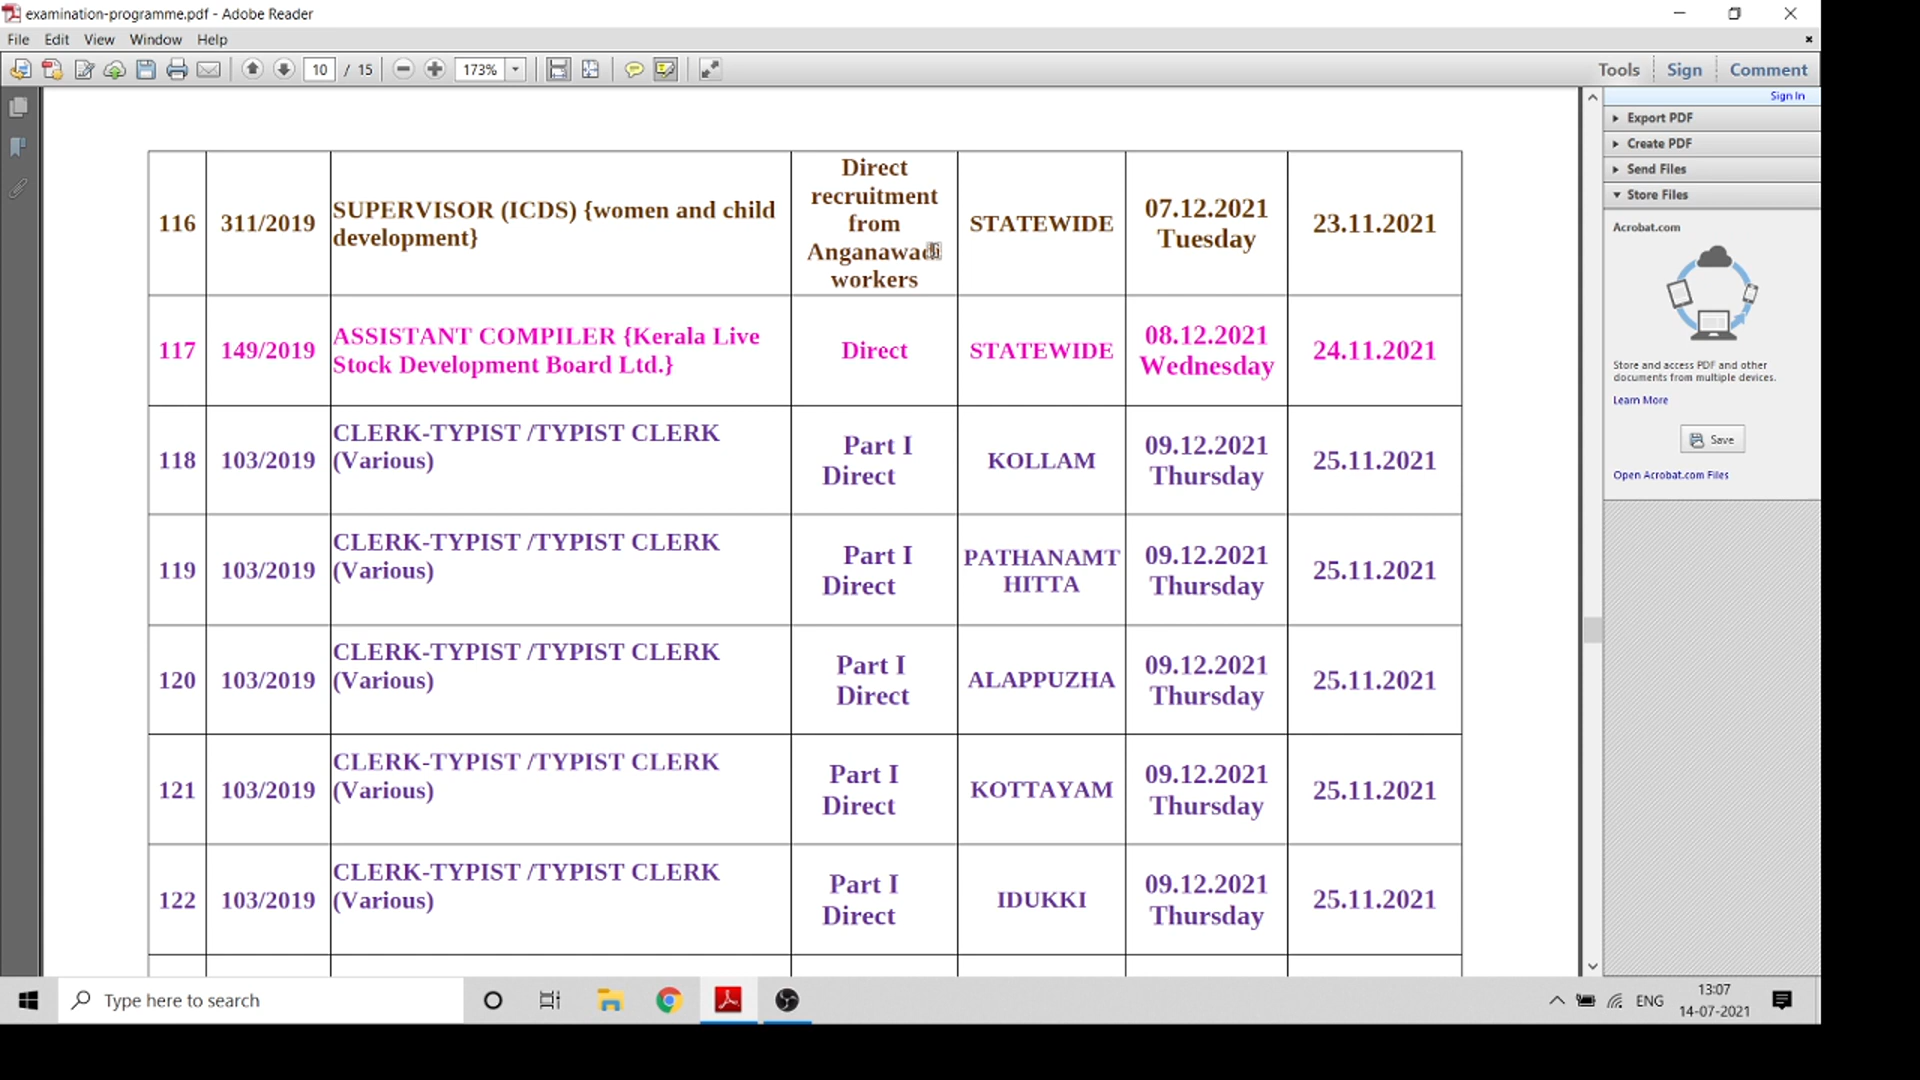 examination-programme.pdf - Adobe Reader
File Edit View Window Help
10 / 15 173% Tools Sign Comment
Sign In
Export PDF
Create PDF
Send Files
Store Files
Acrobat.com
Store and access PDF and other
documents from multiple devices.
Learn More
Save
Open Acrobat.com Files
116 311/2019 SUPERVISOR (ICDS) {women and child
development}
Direct
recruitment
from
workers
STATEWIDE
07.12.2021
Tuesday
23.11.2021
117 149/2019 ASSISTANT COMPILER {Kerala Live
Stock Development Board Ltd.}
Direct
STATEWIDE
08.12.2021
Wednesday
24.11.2021
118 103/2019 CLERK-TYPIST /TYPIST CLERK
(Various)
Part I
Direct
KOLLAM
09.12.2021
Thursday
25.11.2021
119 103/2019 CLERK-TYPIST /TYPIST CLERK
(Various)
Part I
Direct
PATHANAMT
HITTA
09.12.2021
Thursday
25.11.2021
120 103/2019 CLERK-TYPIST /TYPIST CLERK
(Various)
Part I
Direct
ALAPPUZHA
09.12.2021
Thursday
25.11.2021
121 103/2019 CLERK-TYPIST /TYPIST CLERK
(Various)
Part I
Direct
KOTTAYAM
09.12.2021
Thursday
25.11.2021
122 103/2019 CLERK-TYPIST /TYPIST CLERK
(Various)
Part I
Direct
IDUKKI
09.12.2021
Thursday
25.11.2021
Type here to search
ENG
13:07
14-07-2021